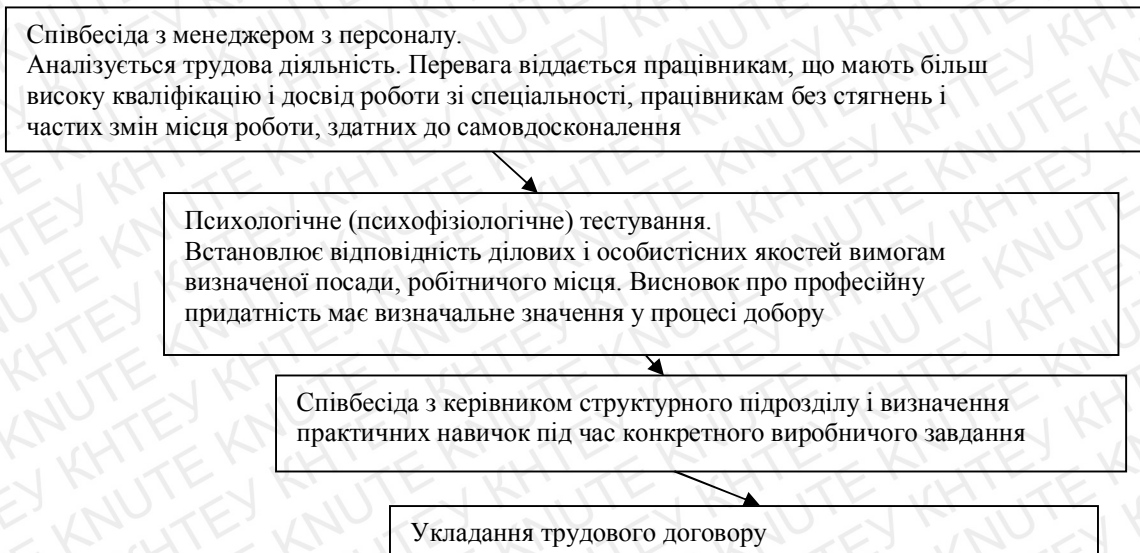 Співбесіда з менеджером з персоналу.
Аналізується трудова діяльність. Перевага віддається працівникам, що мають більш
високу кваліфікацію і досвід роботи зі спеціальності, працівникам без стягнень і
частих змін місця роботи, здатних до самовдосконалення
Психологічне (психофізіологічне) тестування.
Встановлює відповідність ділових і особистісних якостей вимогам
визначеної посади, робітничого місця. Висновок про професійну
придатність має визначальне значення у процесі добору
Співбесіда з керівником структурного підрозділу і визначення
практичних навичок під час конкретного виробничого завдання
Укладання трудового договору